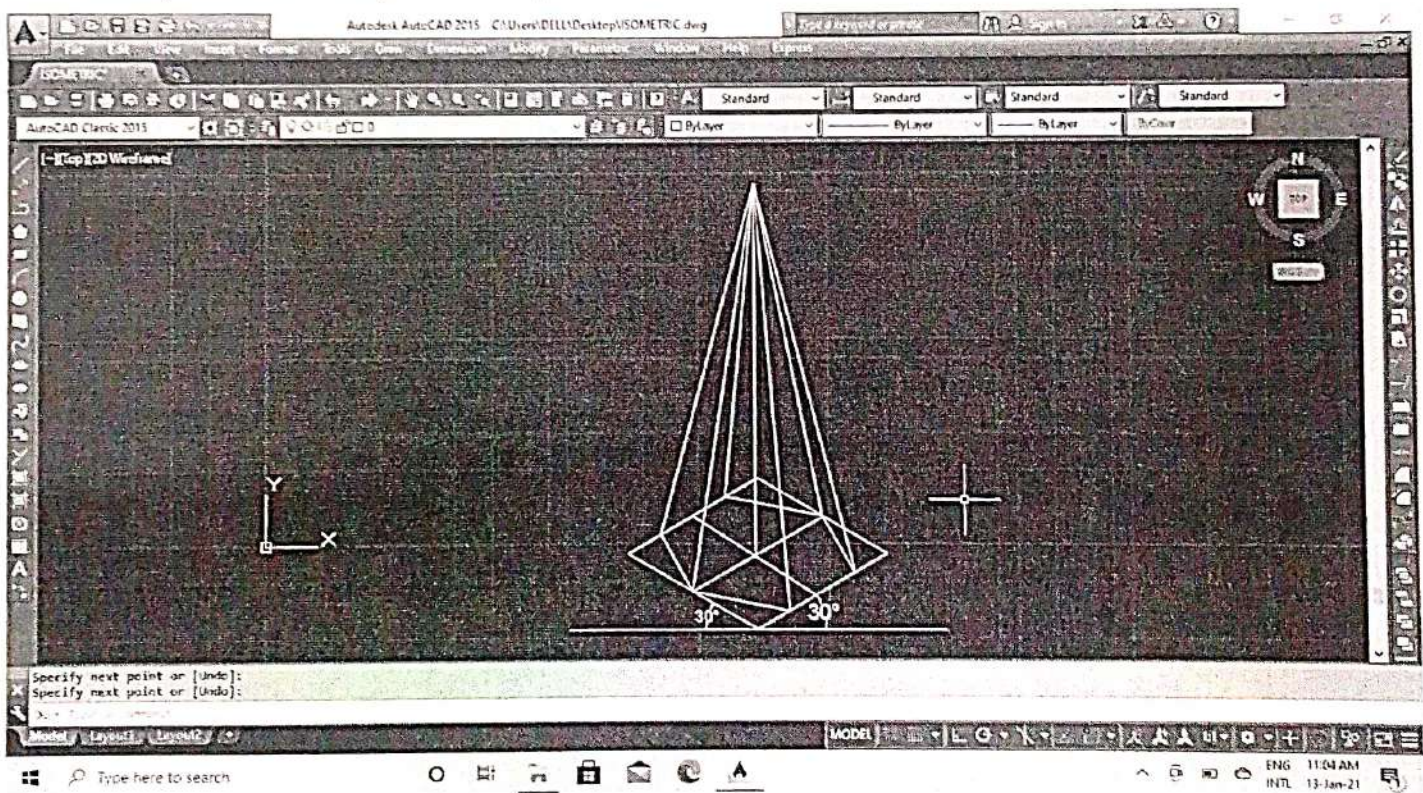 Autodesk AutoCAD 2015 C:\Users\DELL\Desktop\ISOMETRIC.dwg
Sign In
File Edit View Insert Format Tools Draw Dimension Modify Parametric Window Help Express
ISOMETRIC*
Standard Standard Standard Standard
AutoCAD Classic 2015 0 ByLayer ByLayer ByLayer ByColor
[-][Top][2D Wireframe]
N
W TOP E
S
Y
X
30° 30°
Specify next point or [Undo]:
Specify next point or [Undo]:
Model Layout1 Layout2 +
MODEL
Type here to search
ENG 11:04 AM
INTL 13-Jan-21